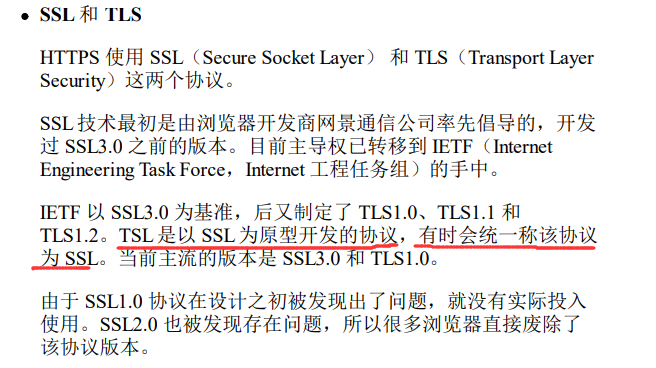 • SSL 和 TLS
HTTPS 使用 SSL（Secure Socket Layer） 和 TLS（Transport Layer
Security）这两个协议。
SSL 技术最初是由浏览器开发商网景通信公司率先倡导的，开发
过 SSL3.0 之前的版本。目前主导权已转移到 IETF（Internet
Engineering Task Force，Internet 工程任务组）的手中。
IETF 以 SSL3.0 为基准，后又制定了 TLS1.0、TLS1.1 和
TLS1.2。TSL 是以 SSL 为原型开发的协议，有时会统一称该协议
为 SSL。当前主流的版本是 SSL3.0 和 TLS1.0。
由于 SSL1.0 协议在设计之初被发现出了问题，就没有实际投入
使用。SSL2.0 也被发现存在问题，所以很多浏览器直接废除了
该协议版本。